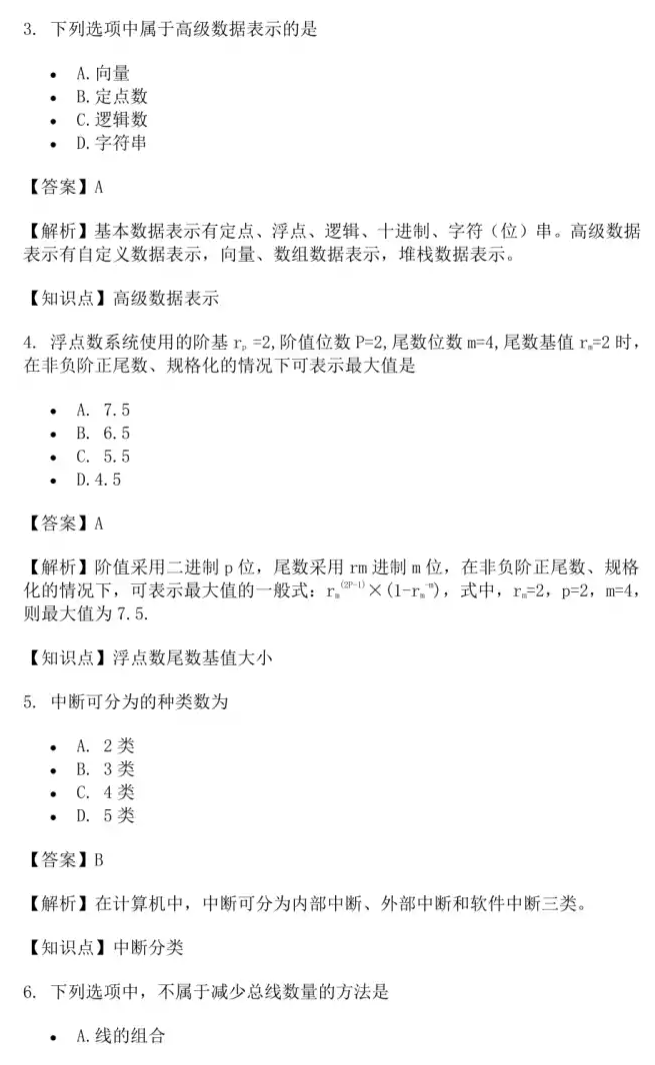 3. 下列选项中属于高级数据表示的是
• A.向量
• B.定点数
• C.逻辑数
• D.字符串
【答案】A
【解析】基本数据表示有定点、浮点、逻辑、十进制、字符（位）串。高级数据
表示有自定义数据表示，向量、数组数据表示，堆栈数据表示。
【知识点】高级数据表示
4. 浮点数系统使用的阶基 rₚ =2,阶值位数 P=2,尾数位数 m=4,尾数基值 rₘ=2 时，
在非负阶正尾数、规格化的情况下可表示最大值是
• A. 7.5
• B. 6.5
• C. 5.5
• D.4.5
【答案】A
【解析】阶值采用二进制 p 位，尾数采用 rm 进制 m 位，在非负阶正尾数、规格
化的情况下，可表示最大值的一般式：rₘ⁽²ᴾ⁻¹⁾×(1-rₘ⁻ᵐ)，式中，rₘ=2，p=2，m=4，
则最大值为 7.5.
【知识点】浮点数尾数基值大小
5. 中断可分为的种类数为
• A. 2 类
• B. 3 类
• C. 4 类
• D. 5 类
【答案】B
【解析】在计算机中，中断可分为内部中断、外部中断和软件中断三类。
【知识点】中断分类
6. 下列选项中，不属于减少总线数量的方法是
• A.线的组合